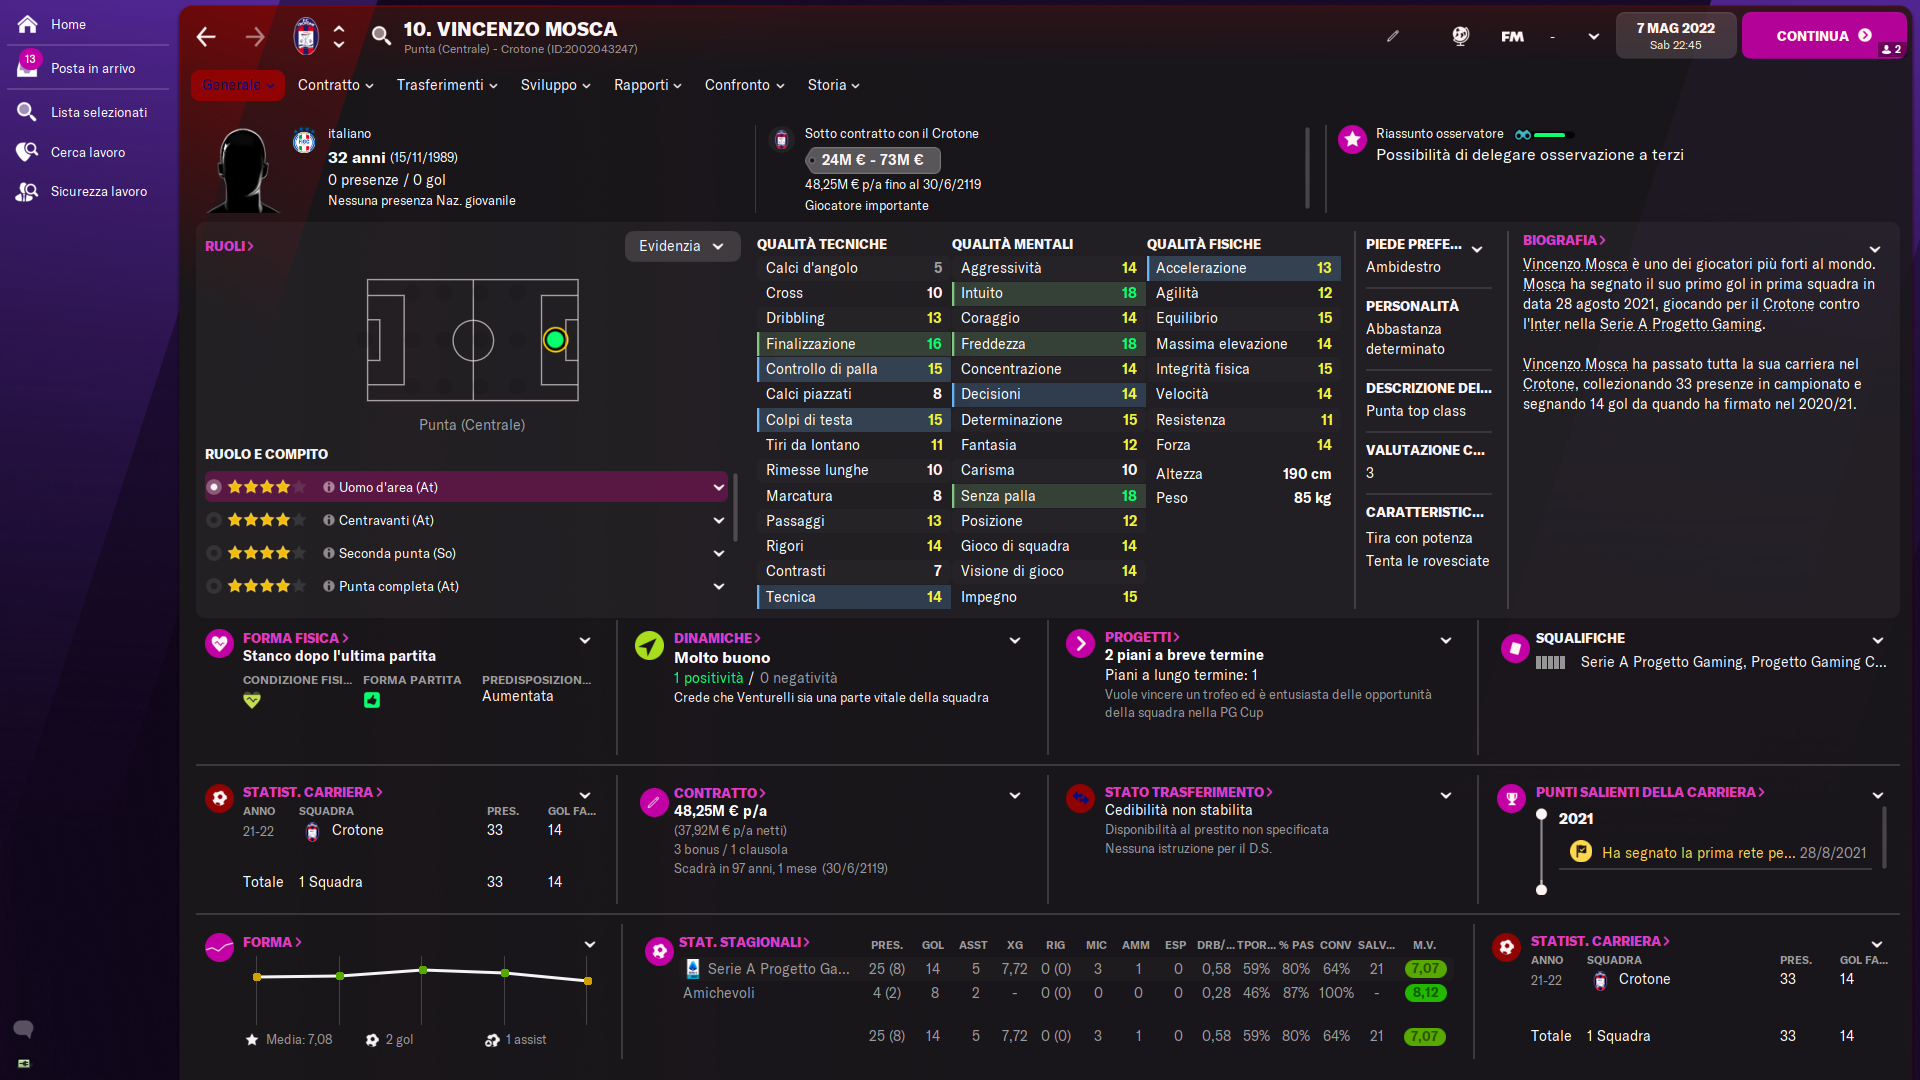 Home
13
Posta in arrivo
Lista selezionati
Cerca lavoro
Sicurezza lavoro
10. VINCENZO MOSCA
Punta (Centrale) - Crotone (ID:2002043247)
FM
-
7 MAG 2022
Sab 22:45
CONTINUA
2
Generale
Contratto
Trasferimenti
Sviluppo
Rapporti
Confronto
Storia
italiano
32 anni (15/11/1989)
0 presenze / 0 gol
Nessuna presenza Naz. giovanile
Sotto contratto con il Crotone
24M € - 73M €
48,25M € p/a fino al 30/6/2119
Giocatore importante
Riassunto osservatore
Possibilità di delegare osservazione a terzi
RUOLI
Evidenzia
Punta (Centrale)
RUOLO E COMPITO
Uomo d'area (At)
Centravanti (At)
Seconda punta (So)
Punta completa (At)
QUALITÀ TECNICHE
Calci d'angolo 5
Cross 10
Dribbling 13
Finalizzazione 16
Controllo di palla 15
Calci piazzati 8
Colpi di testa 15
Tiri da lontano 11
Rimesse lunghe 10
Marcatura 8
Passaggi 13
Rigori 14
Contrasti 7
Tecnica 14
QUALITÀ MENTALI
Aggressività 14
Intuito 18
Coraggio 14
Freddezza 18
Concentrazione 14
Decisioni 14
Determinazione 15
Fantasia 12
Carisma 10
Senza palla 18
Posizione 12
Gioco di squadra 14
Visione di gioco 14
Impegno 15
QUALITÀ FISICHE
Accelerazione 13
Agilità 12
Equilibrio 15
Massima elevazione 14
Integrità fisica 15
Velocità 14
Resistenza 11
Forza 14
Altezza 190 cm
Peso 85 kg
PIEDE PREFE...
Ambidestro
PERSONALITÀ
Abbastanza
determinato
DESCRIZIONE DEI...
Punta top class
VALUTAZIONE C...
3
CARATTERISTIC...
Tira con potenza
Tenta le rovesciate
BIOGRAFIA
Vincenzo Mosca è uno dei giocatori più forti al mondo.
Mosca ha segnato il suo primo gol in prima squadra in
data 28 agosto 2021, giocando per il Crotone contro
l'Inter nella Serie A Progetto Gaming.
Vincenzo Mosca ha passato tutta la sua carriera nel
Crotone, collezionando 33 presenze in campionato e
segnando 14 gol da quando ha firmato nel 2020/21.
FORMA FISICA
Stanco dopo l'ultima partita
CONDIZIONE FISI... FORMA PARTITA PREDISPOSIZION...
Aumentata
DINAMICHE
Molto buono
1 positività / 0 negatività
Crede che Venturelli sia una parte vitale della squadra
PROGETTI
2 piani a breve termine
Piani a lungo termine: 1
Vuole vincere un trofeo ed è entusiasta delle opportunità
della squadra nella PG Cup
SQUALIFICHE
Serie A Progetto Gaming, Progetto Gaming C...
STATIST. CARRIERA
ANNO SQUADRA PRES. GOL FA...
21-22 Crotone 33 14
Totale 1 Squadra 33 14
CONTRATTO
48,25M € p/a
(37,92M € p/a netti)
3 bonus / 1 clausola
Scadrà in 97 anni, 1 mese (30/6/2119)
STATO TRASFERIMENTO
Cedibilità non stabilita
Disponibilità al prestito non specificata
Nessuna istruzione per il D.S.
PUNTI SALIENTI DELLA CARRIERA
2021
Ha segnato la prima rete pe... 28/8/2021
FORMA
Media: 7,08 2 gol 1 assist
STAT. STAGIONALI PRES. GOL ASST XG RIG MIC AMM ESP DRB/... TPOR... % PAS CONV SALV... M.V.
Serie A Progetto Ga... 25 (8) 14 5 7,72 0 (0) 3 1 0 0,58 59% 80% 64% 21 7,07
Amichevoli 4 (2) 8 2 - 0 (0) 0 0 0 0,28 46% 87% 100% - 8,12
25 (8) 14 5 7,72 0 (0) 3 1 0 0,58 59% 80% 64% 21 7,07
STATIST. CARRIERA
ANNO SQUADRA PRES. GOL FA...
21-22 Crotone 33 14
Totale 1 Squadra 33 14